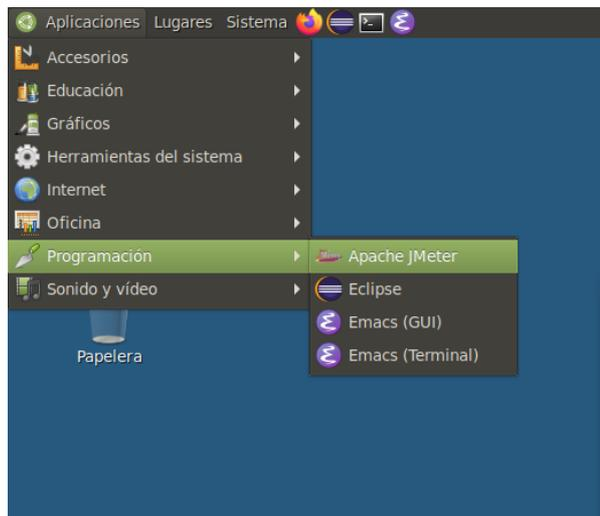 Aplicaciones Lugares Sistema
Accesorios
Educación
Gráficos
Herramientas del sistema
Internet
Oficina
Programación
Sonido y vídeo
Apache JMeter
Eclipse
Emacs (GUI)
Emacs (Terminal)
Papelera